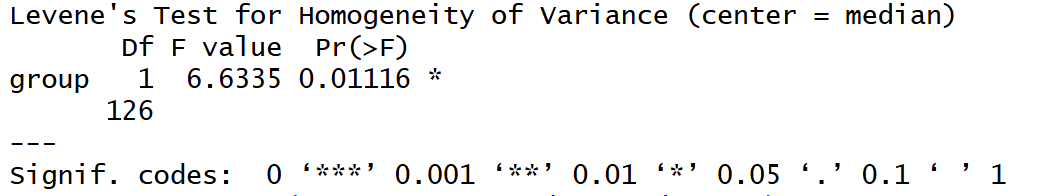 Levene's Test for Homogeneity of Variance (center = median)
       Df F value  Pr(>F)
group   1  6.6335 0.01116 *
      126
---
Signif. codes:  0 ‘***’ 0.001 ‘**’ 0.01 ‘*’ 0.05 ‘.’ 0.1 ‘ ’ 1